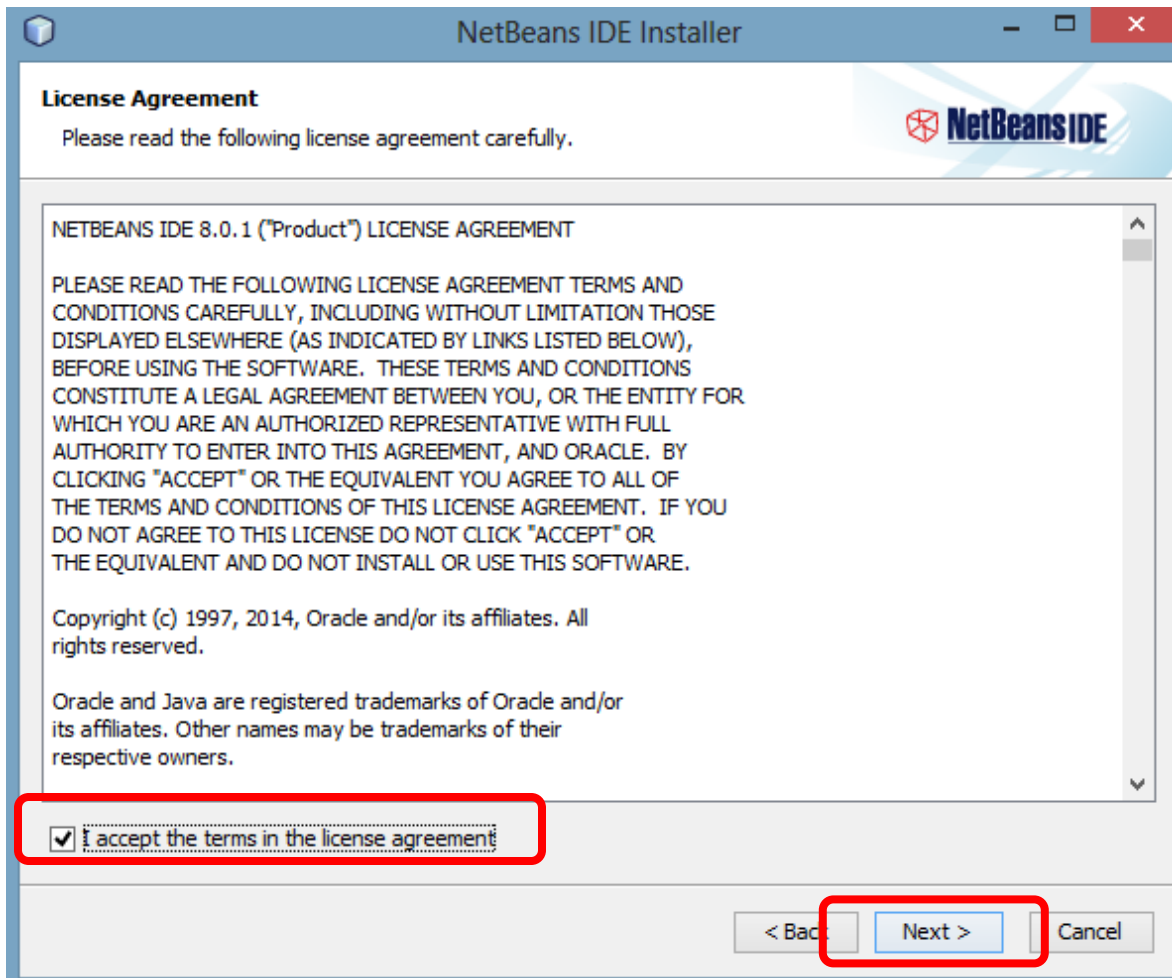 NetBeans IDE Installer
License Agreement
Please read the following license agreement carefully.
NetBeans IDE
NETBEANS IDE 8.0.1 ("Product") LICENSE AGREEMENT
PLEASE READ THE FOLLOWING LICENSE AGREEMENT TERMS AND
CONDITIONS CAREFULLY, INCLUDING WITHOUT LIMITATION THOSE
DISPLAYED ELSEWHERE (AS INDICATED BY LINKS LISTED BELOW),
BEFORE USING THE SOFTWARE.  THESE TERMS AND CONDITIONS
CONSTITUTE A LEGAL AGREEMENT BETWEEN YOU, OR THE ENTITY FOR
WHICH YOU ARE AN AUTHORIZED REPRESENTATIVE WITH FULL
AUTHORITY TO ENTER INTO THIS AGREEMENT, AND ORACLE.  BY
CLICKING "ACCEPT" OR THE EQUIVALENT YOU AGREE TO ALL OF
THE TERMS AND CONDITIONS OF THIS LICENSE AGREEMENT.  IF YOU
DO NOT AGREE TO THIS LICENSE DO NOT CLICK "ACCEPT" OR
THE EQUIVALENT AND DO NOT INSTALL OR USE THIS SOFTWARE.
Copyright (c) 1997, 2014, Oracle and/or its affiliates. All
rights reserved.
Oracle and Java are registered trademarks of Oracle and/or
its affiliates. Other names may be trademarks of their
respective owners.
I accept the terms in the license agreement
< Back
Next >
Cancel